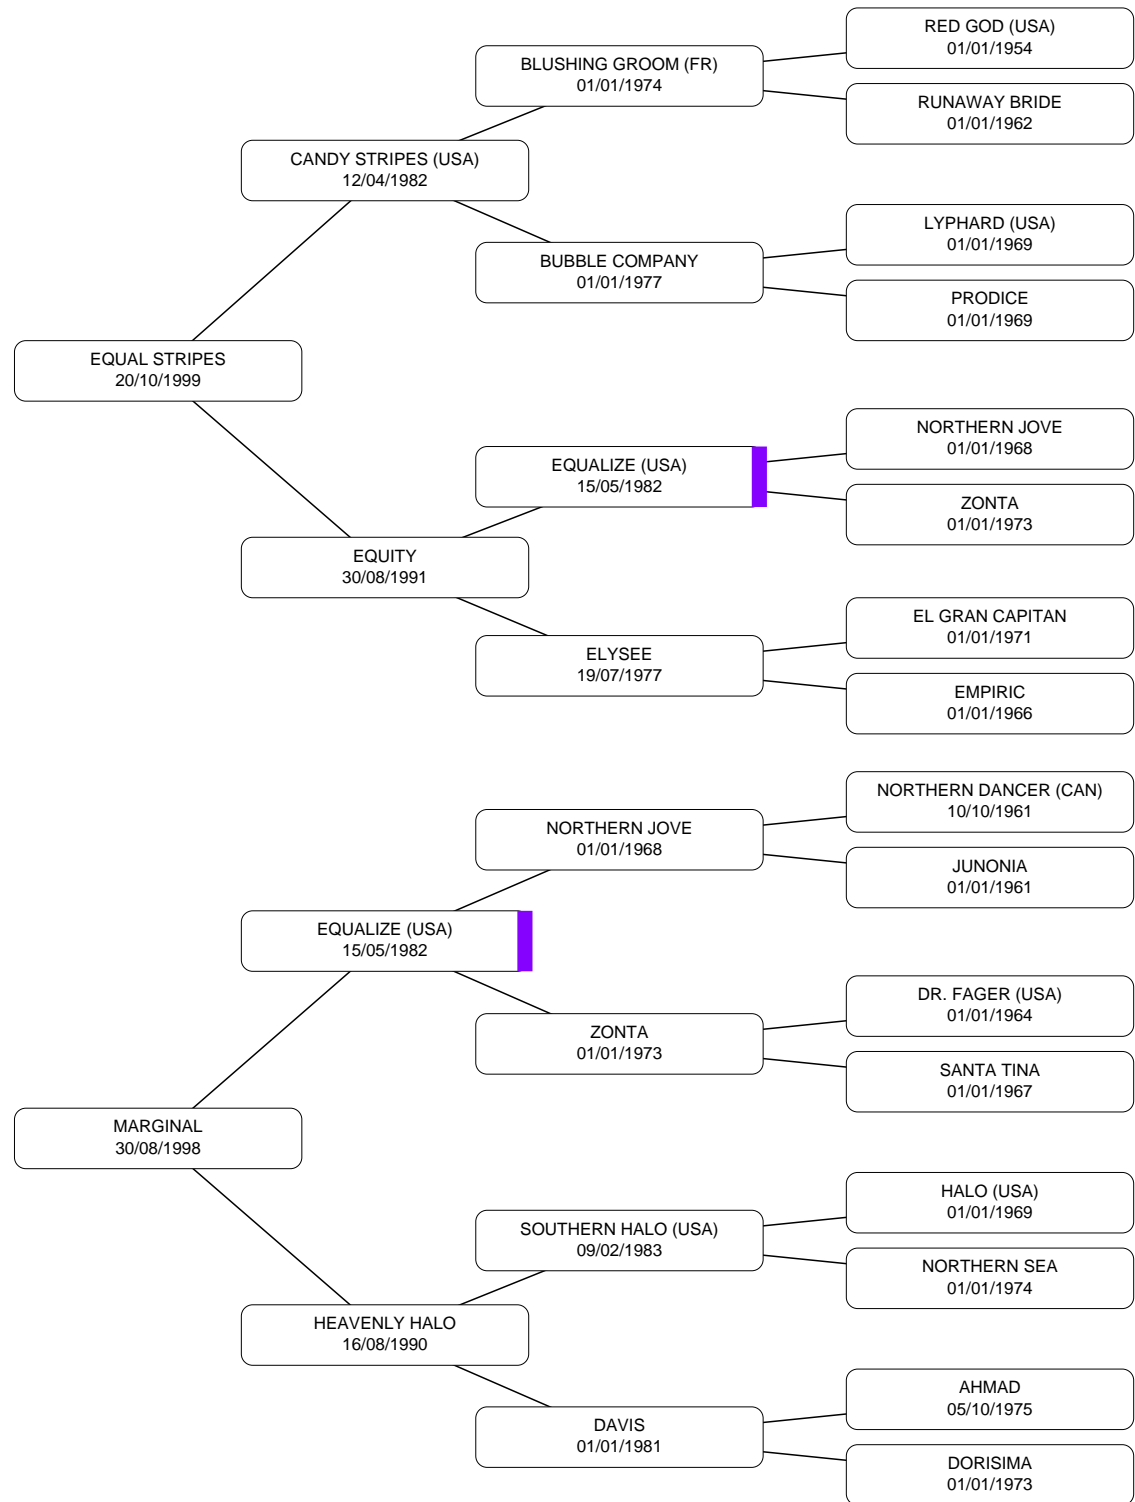 RED GOD (USA)
01/01/1954
BLUSHING GROOM (FR)
01/01/1974
RUNAWAY BRIDE
01/01/1962
CANDY STRIPES (USA)
12/04/1982
LYPHARD (USA)
01/01/1969
BUBBLE COMPANY
01/01/1977
PRODICE
01/01/1969
EQUAL STRIPES
20/10/1999
NORTHERN JOVE
01/01/1968
EQUALIZE (USA)
15/05/1982
ZONTA
01/01/1973
EQUITY
30/08/1991
EL GRAN CAPITAN
01/01/1971
ELYSEE
19/07/1977
EMPIRIC
01/01/1966
NORTHERN DANCER (CAN)
10/10/1961
NORTHERN JOVE
01/01/1968
JUNONIA
01/01/1961
EQUALIZE (USA)
15/05/1982
DR. FAGER (USA)
01/01/1964
ZONTA
01/01/1973
SANTA TINA
01/01/1967
MARGINAL
30/08/1998
HALO (USA)
01/01/1969
SOUTHERN HALO (USA)
09/02/1983
NORTHERN SEA
01/01/1974
HEAVENLY HALO
16/08/1990
AHMAD
05/10/1975
DAVIS
01/01/1981
DORISIMA
01/01/1973